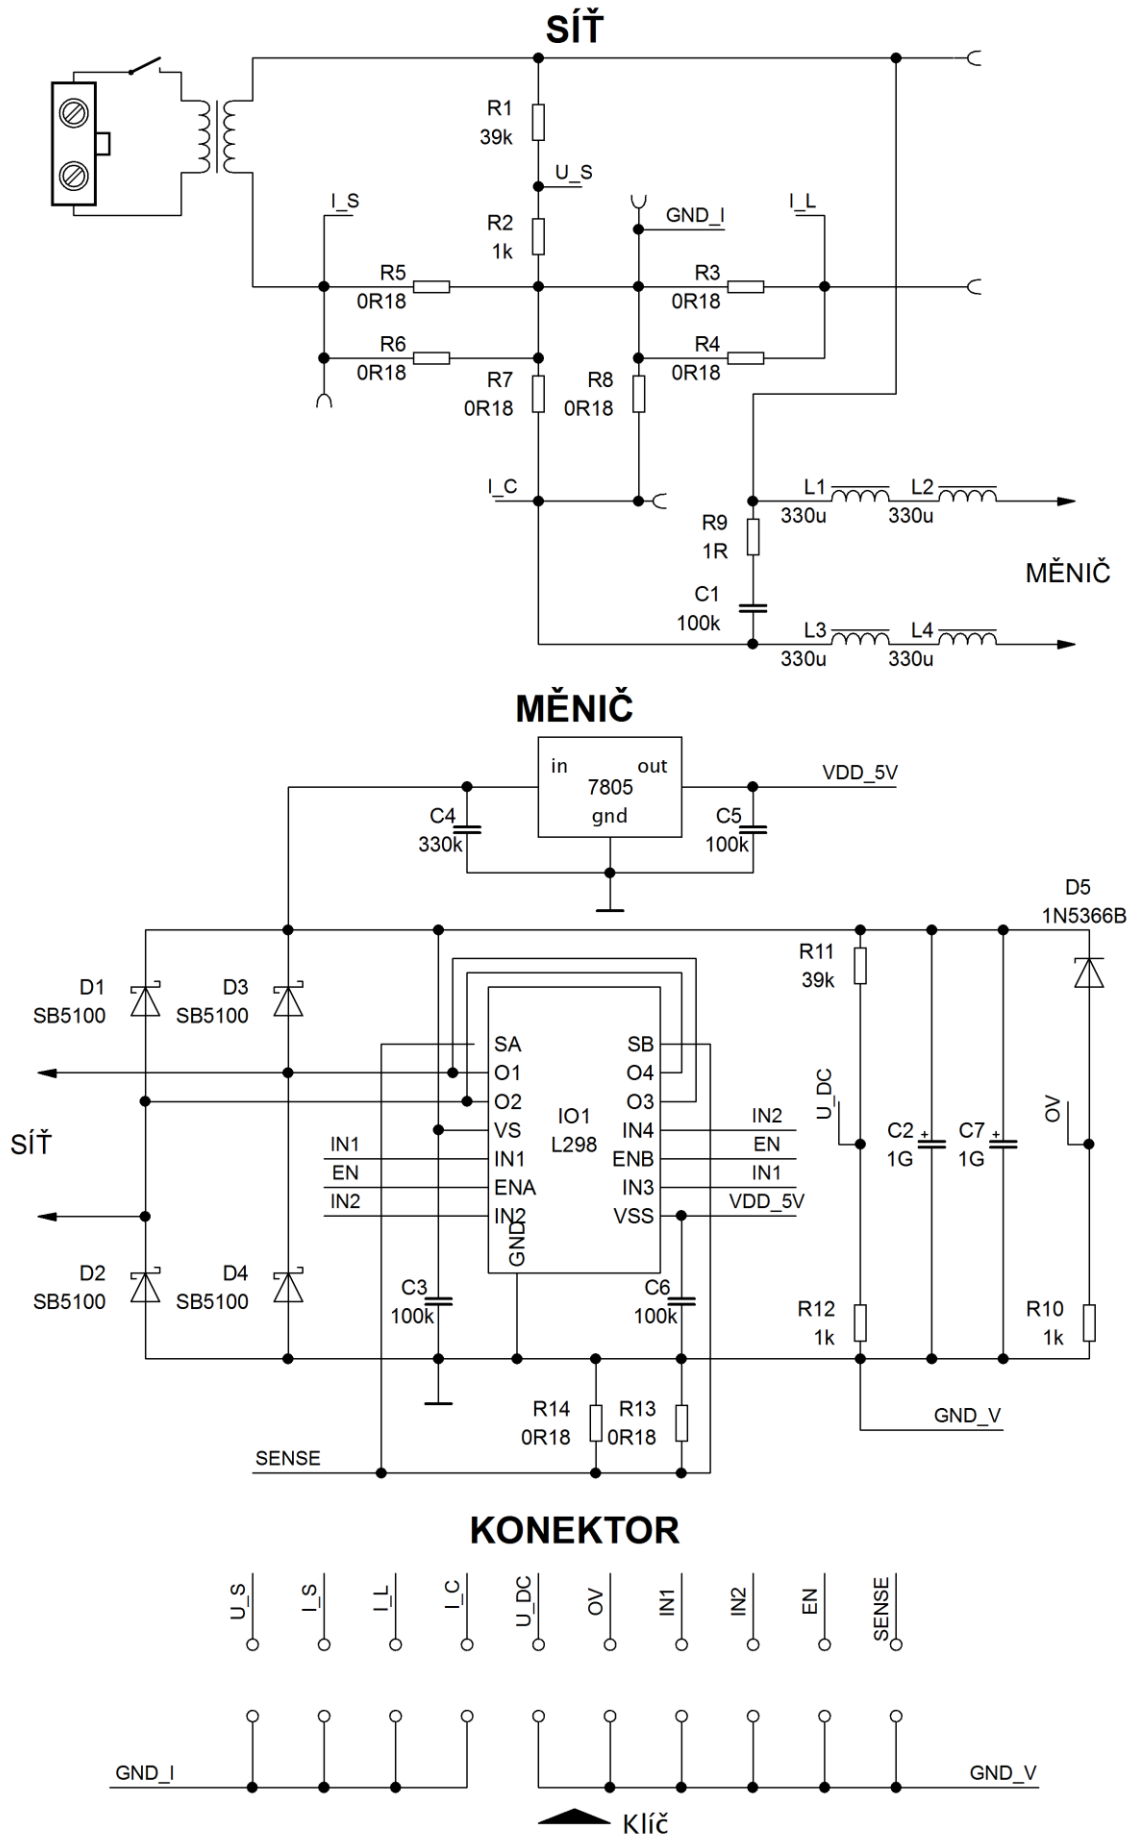 SÍŤ
R1
39k
U_S
I_S
R2
1k
GND_I
I_L
R5
0R18
R3
0R18
R6
0R18
R4
0R18
R7
0R18
R8
0R18
I_C
L1
330u
L2
330u
R9
1R
MĚNIČ
C1
100k
L3
330u
L4
330u
MĚNIČ
in
out
7805
gnd
VDD_5V
C4
330k
C5
100k
D5
1N5366B
R11
39k
D1
SB5100
D3
SB5100
SA
SB
O1
O4
O2
O3
IO1
L298
VS
IN4
IN2
IN1
IN1
ENB
EN
EN
ENA
IN3
IN1
IN2
IN2
VSS
VDD_5V
GND
U_DC
OV
C2
+
1G
C7
+
1G
SÍŤ
D2
SB5100
D4
SB5100
C3
100k
C6
100k
R12
1k
R10
1k
R14
0R18
R13
0R18
GND_V
SENSE
KONEKTOR
U_S
I_S
I_L
I_C
U_DC
OV
IN1
IN2
EN
SENSE
GND_I
GND_V
Klíč